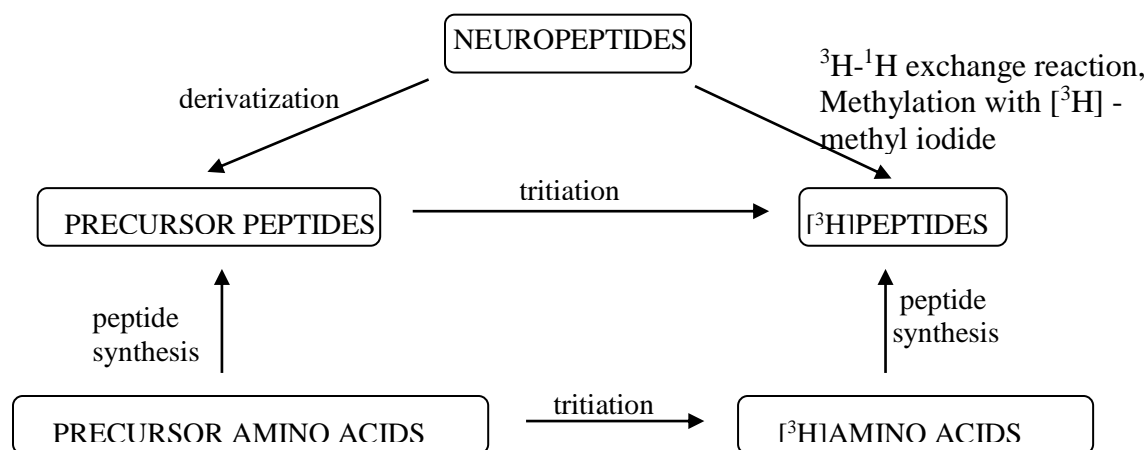 NEUROPEPTIDES
³H-¹H exchange reaction,
Methylation with [³H] -
methyl iodide
derivatization
tritiation
PRECURSOR PEPTIDES
[³H]PEPTIDES
peptide
synthesis
peptide
synthesis
tritiation
PRECURSOR AMINO ACIDS
[³H]AMINO ACIDS